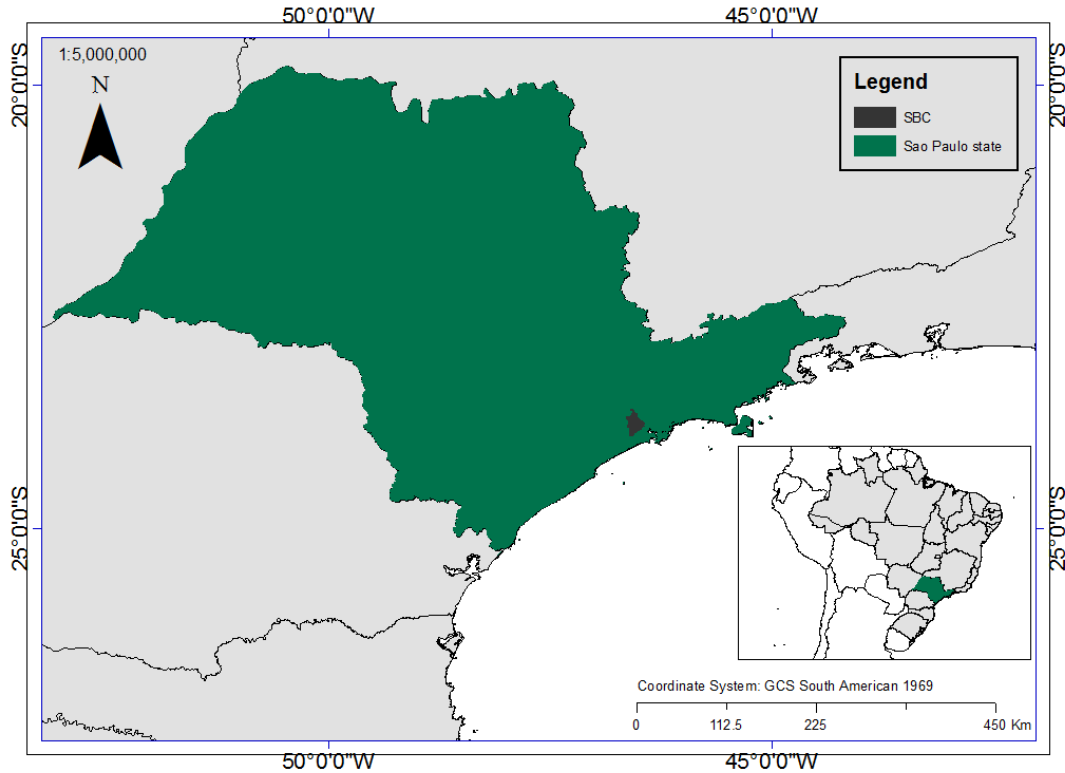 50°0'0"W 45°0'0"W
1:5,000,000
N
20°0'0"S
20°0'0"S
Legend
SBC
Sao Paulo state
25°0'0"S
25°0'0"S
Coordinate System: GCS South American 1969
0 112.5 225 450 Km
50°0'0"W 45°0'0"W